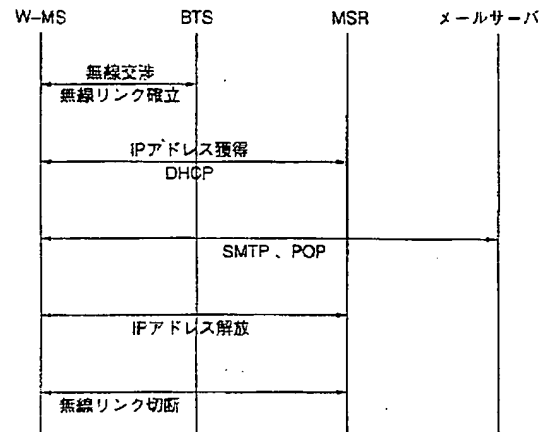 W-MS BTS MSR メールサーバ
無線交渉
無線リンク確立
IPアドレス獲得
DHCP
SMTP 、POP
IPアドレス解放
無線リンク切断